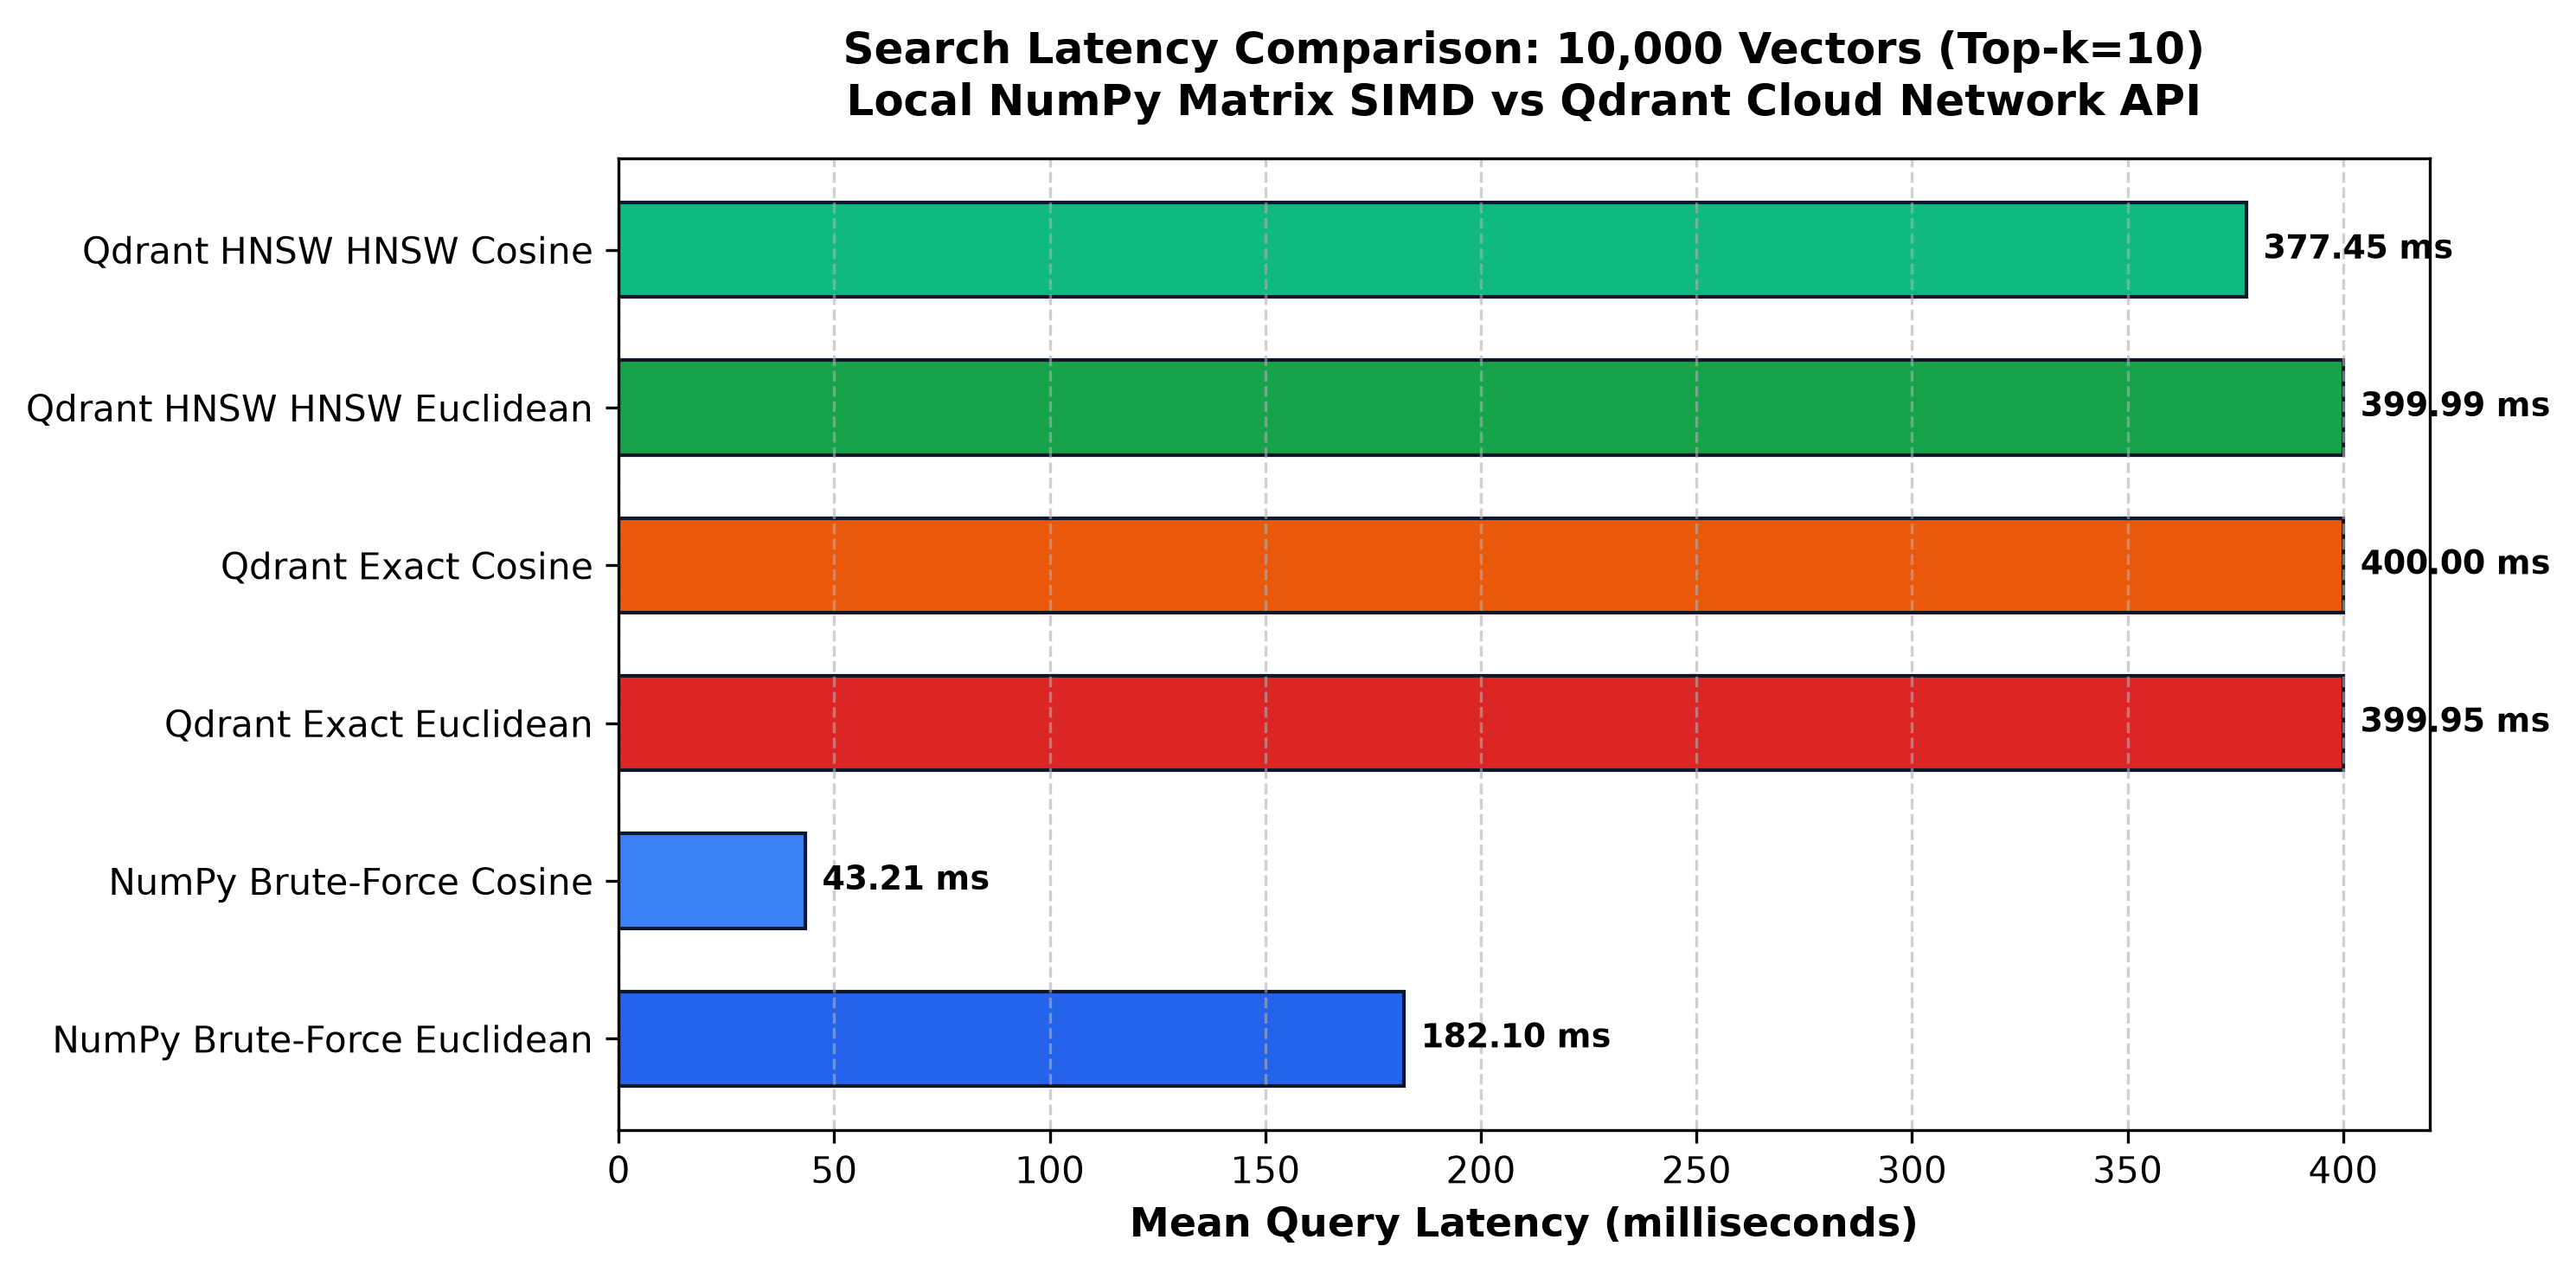 Search Latency Comparison: 10,000 Vectors (Top-k=10)
Local NumPy Matrix SIMD vs Qdrant Cloud Network API
Qdrant HNSW HNSW Cosine
377.45 ms
Qdrant HNSW HNSW Euclidean
399.99 ms
Qdrant Exact Cosine
400.00 ms
Qdrant Exact Euclidean
399.95 ms
NumPy Brute-Force Cosine
43.21 ms
NumPy Brute-Force Euclidean
182.10 ms
0 50 100 150 200 250 300 350 400
Mean Query Latency (milliseconds)